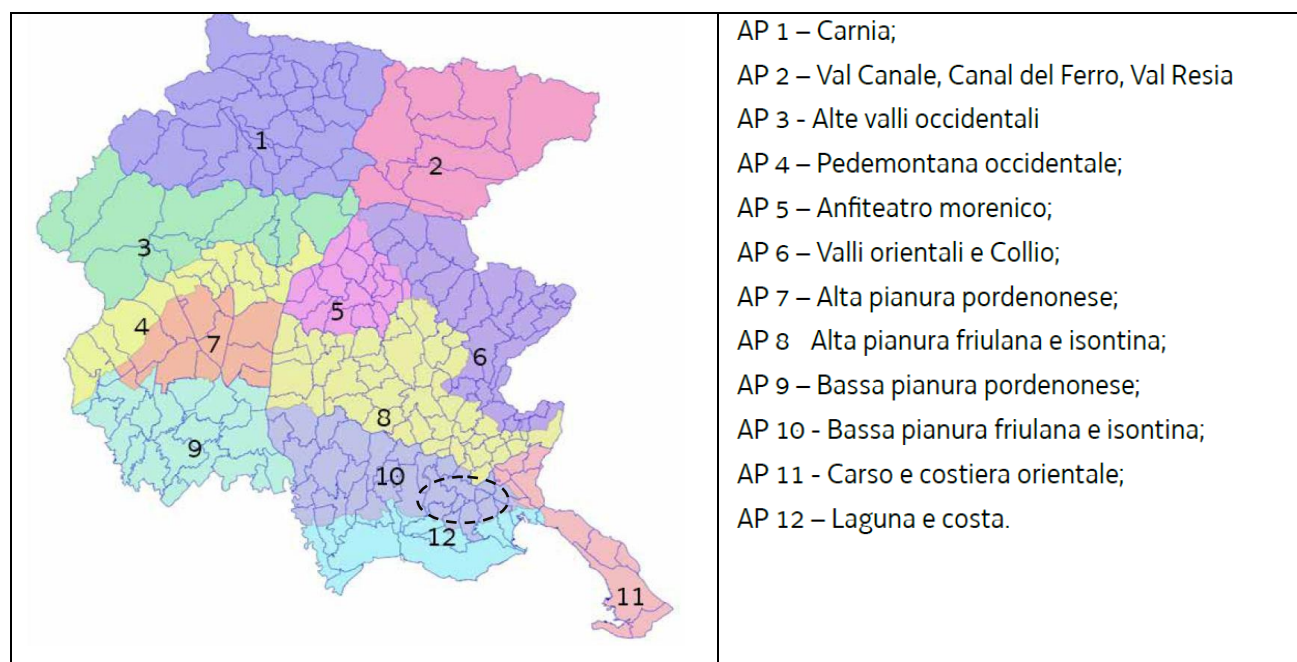 1
2
3
4
5
6
7
8
9
10
11
12
AP 1 – Carnia;
AP 2 – Val Canale, Canal del Ferro, Val Resia
AP 3 - Alte valli occidentali
AP 4 – Pedemontana occidentale;
AP 5 – Anfiteatro morenico;
AP 6 – Valli orientali e Collio;
AP 7 – Alta pianura pordenonese;
AP 8 Alta pianura friulana e isontina;
AP 9 – Bassa pianura pordenonese;
AP 10 - Bassa pianura friulana e isontina;
AP 11 - Carso e costiera orientale;
AP 12 – Laguna e costa.